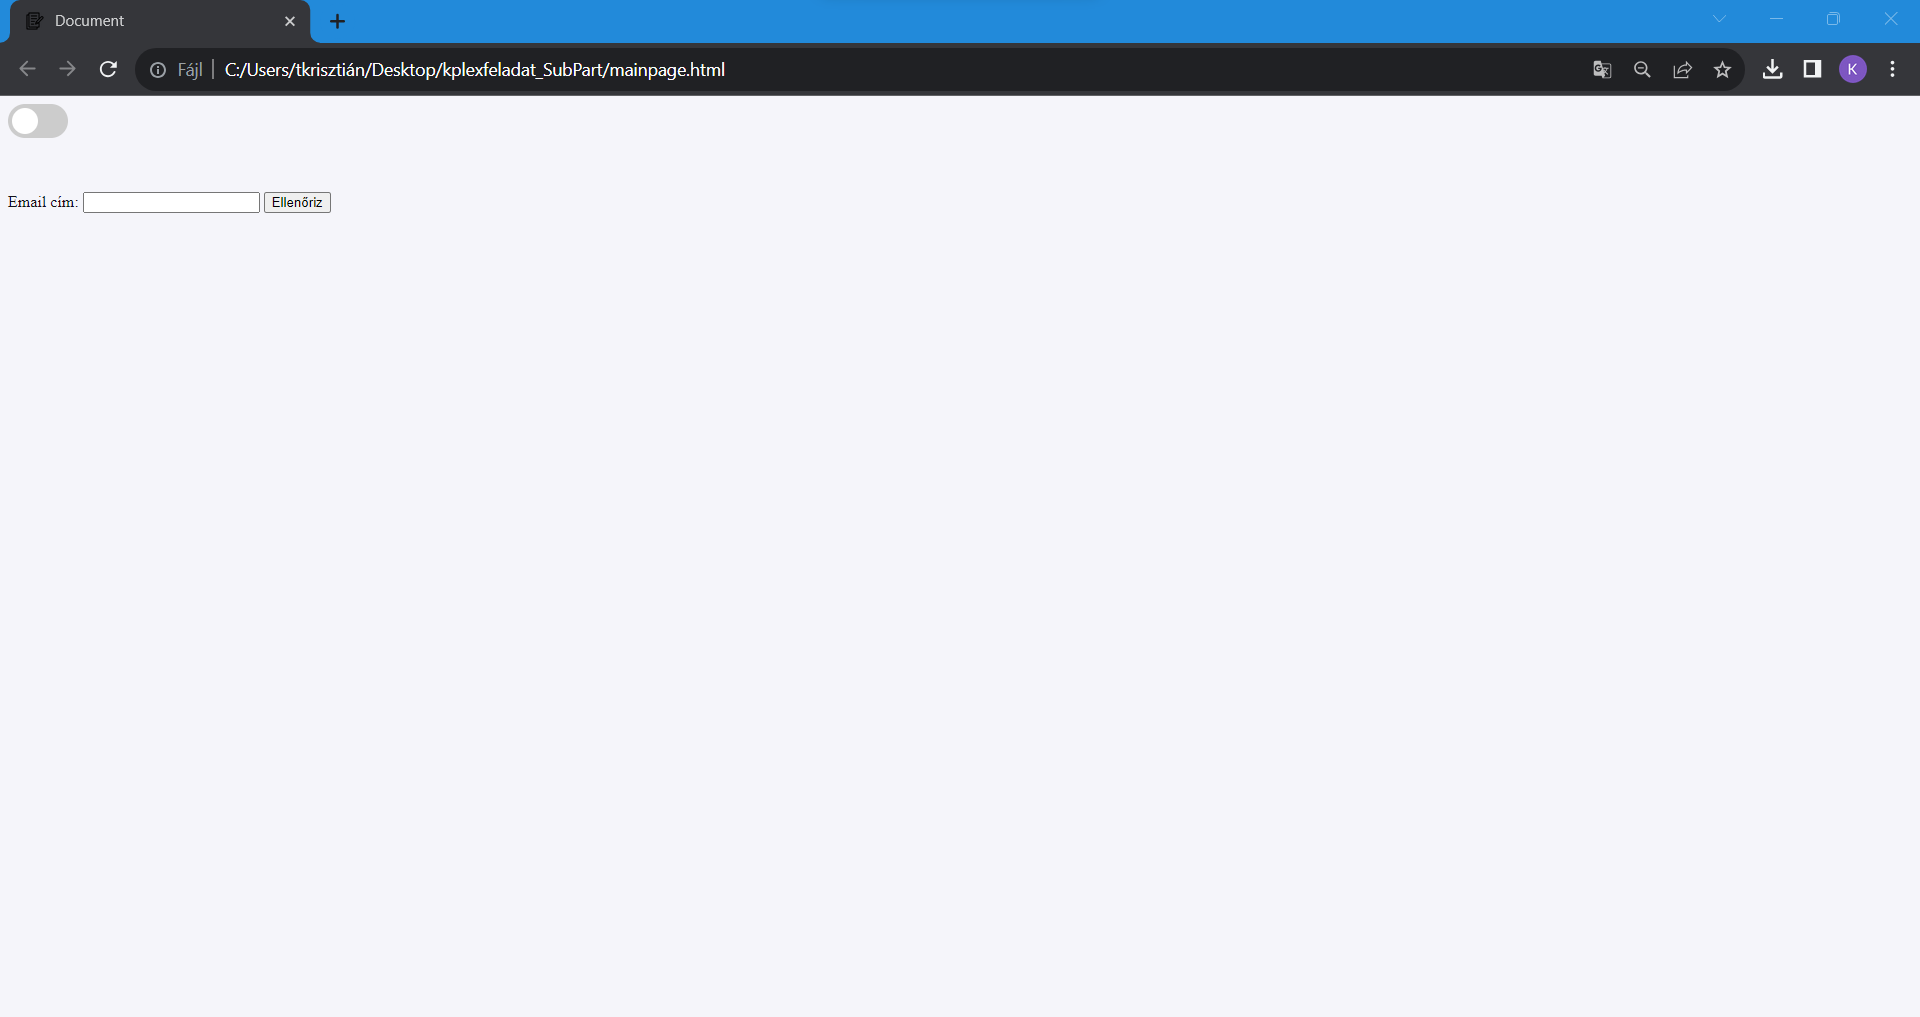 Document
Fájl C:/Users/tkrisztián/Desktop/kplexfeladat_SubPart/mainpage.html
K
Email cím: Ellenőriz